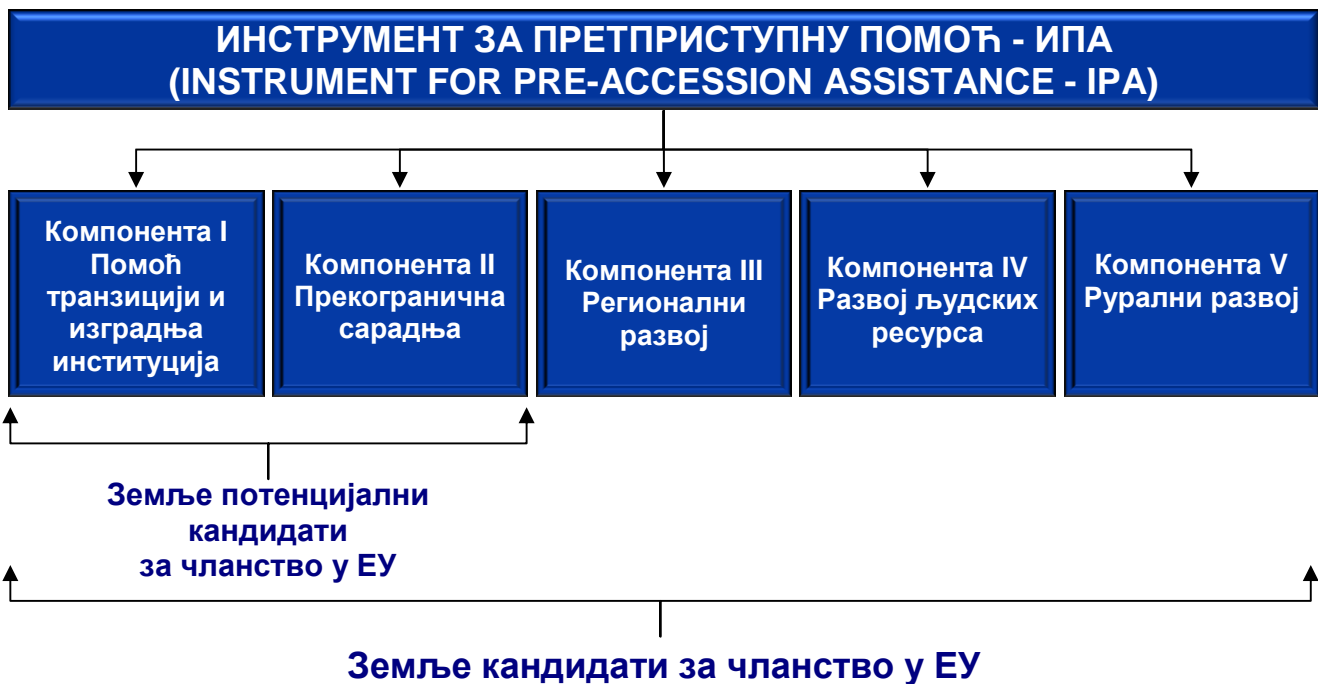 ИНСТРУМЕНТ ЗА ПРЕТПРИСТУПНУ ПОМОЋ - ИПА
(INSTRUMENT FOR PRE-ACCESSION ASSISTANCE - IPA)
Компонента I
Помоћ
транзицији и
изградња
институција
Компонента II
Прекогранична
сарадња
Компонента III
Регионални
развој
Компонента IV
Развој људских
ресурса
Компонента V
Рурални развој
Земље потенцијални
кандидати
за чланство у ЕУ
Земље кандидати за чланство у ЕУ